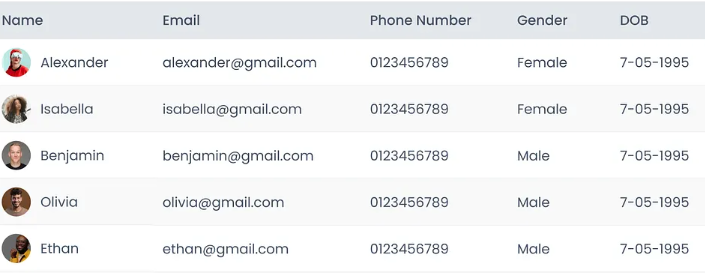 Name Email Phone Number Gender DOB
Alexander alexander@gmail.com 0123456789 Female 7-05-1995
Isabella isabella@gmail.com 0123456789 Female 7-05-1995
Benjamin benjamin@gmail.com 0123456789 Male 7-05-1995
Olivia olivia@gmail.com 0123456789 Male 7-05-1995
Ethan ethan@gmail.com 0123456789 Male 7-05-1995